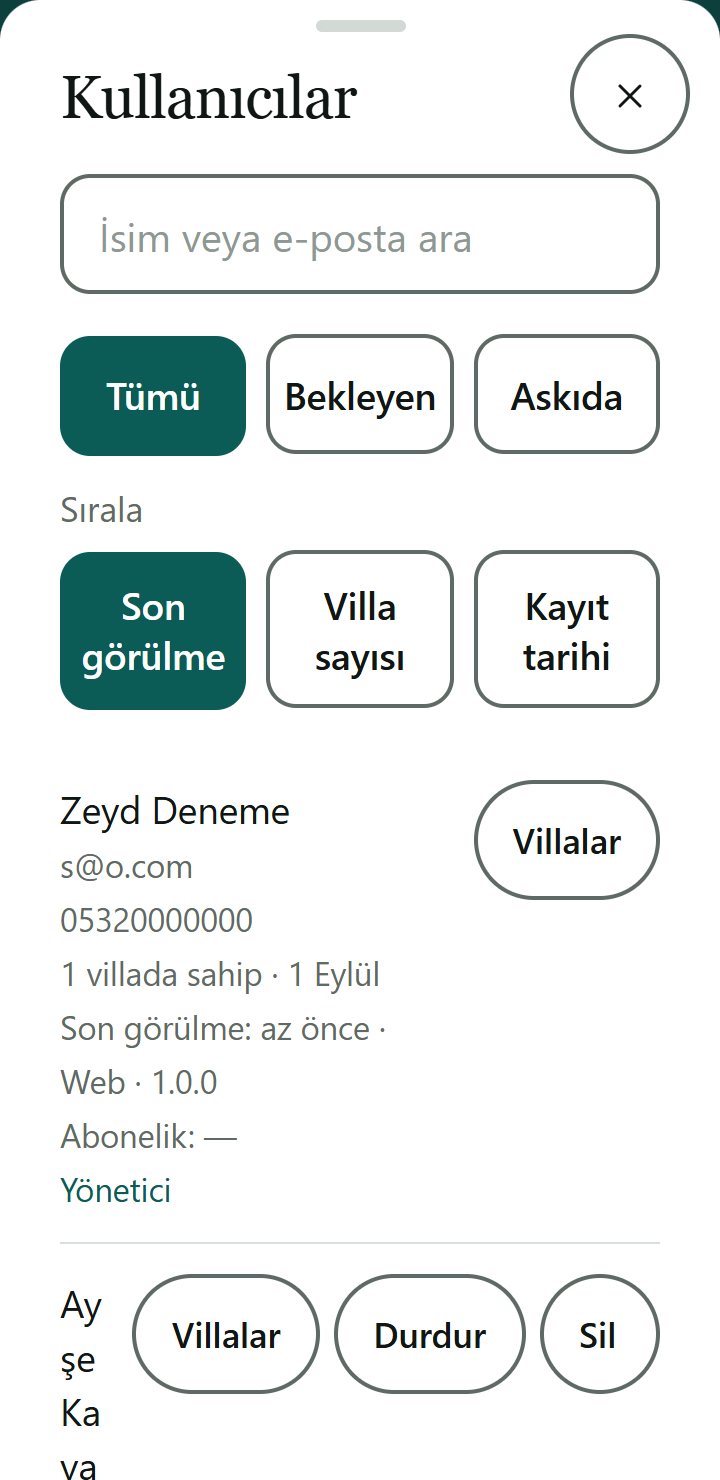 Kullanıcılar
İsim veya e-posta ara
Tümü
Bekleyen
Askıda
Sırala
Son
görülme
Villa
sayısı
Kayıt
tarihi
Zeyd Deneme
Villalar
s@o.com
05320000000
1 villada sahip · 1 Eylül
Son görülme: az önce ·
Web · 1.0.0
Abonelik: —
Yönetici
Ay
şe
Ka
va
Villalar
Durdur
Sil